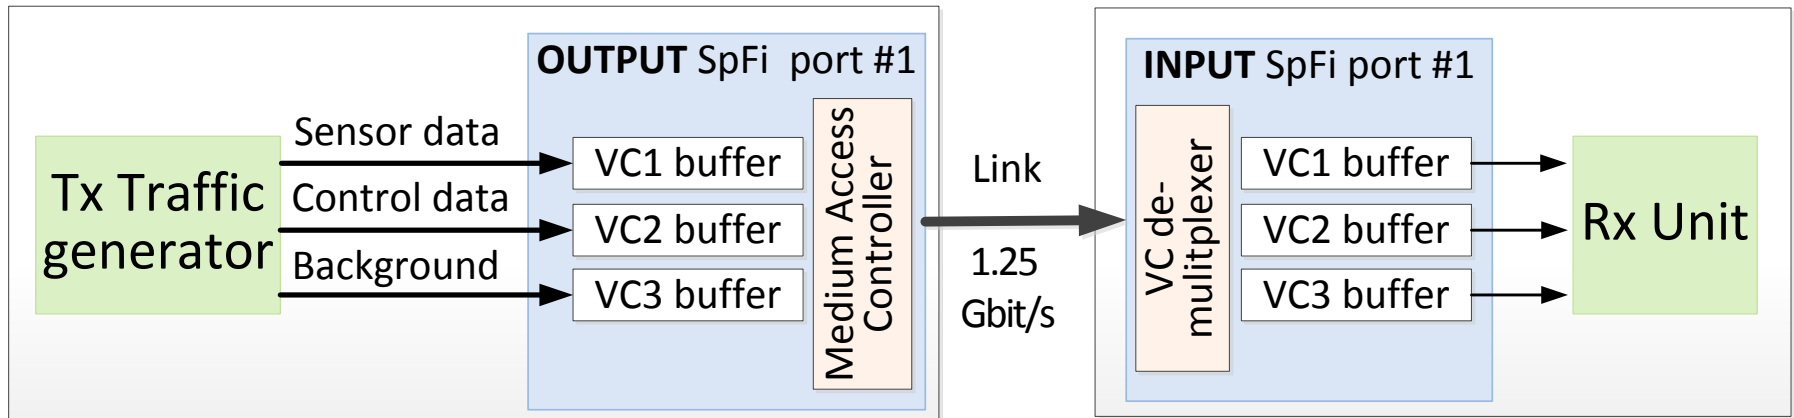 Tx Traffic
generator
Sensor data
Control data
Background
OUTPUT SpFi port #1
VC1 buffer
VC2 buffer
VC3 buffer
Medium Access
Controller
Link
1.25
Gbit/s
INPUT SpFi port #1
VC de-
mulitplexer
VC1 buffer
VC2 buffer
VC3 buffer
Rx Unit